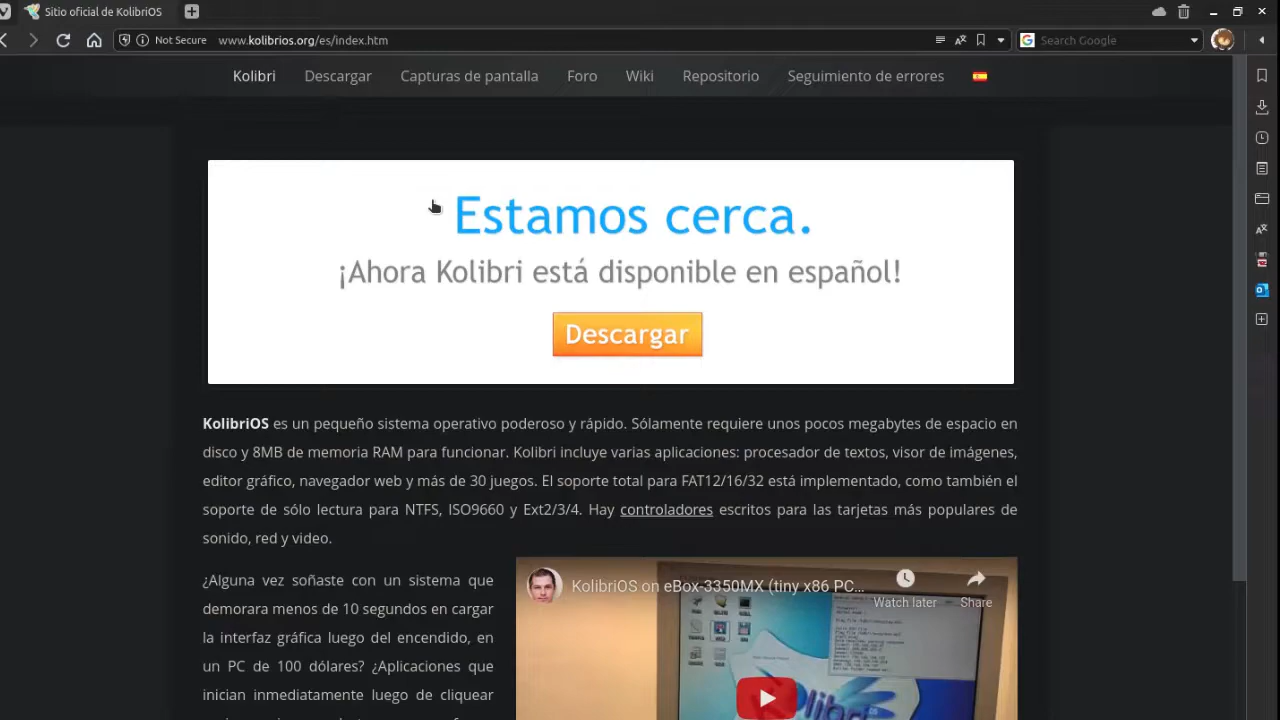 Sitio oficial de KolibriOS
Not Secure www.kolibrios.org/es/index.htm
Search Google
Kolibri Descargar Capturas de pantalla Foro Wiki Repositorio Seguimiento de errores
Estamos cerca.
¡Ahora Kolibri está disponible en español!
Descargar
KolibriOS es un pequeño sistema operativo poderoso y rápido. Sólamente requiere unos pocos megabytes de espacio en
disco y 8MB de memoria RAM para funcionar. Kolibri incluye varias aplicaciones: procesador de textos, visor de imágenes,
editor gráfico, navegador web y más de 30 juegos. El soporte total para FAT12/16/32 está implementado, como también el
soporte de sólo lectura para NTFS, ISO9660 y Ext2/3/4. Hay controladores escritos para las tarjetas más populares de
sonido, red y video.
¿Alguna vez soñaste con un sistema que
demorara menos de 10 segundos en cargar
la interfaz gráfica luego del encendido, en
un PC de 100 dólares? ¿Aplicaciones que
inician inmediatamente luego de cliquear
KolibriOS on eBox-3350MX (tiny x86 PC...
Watch later Share